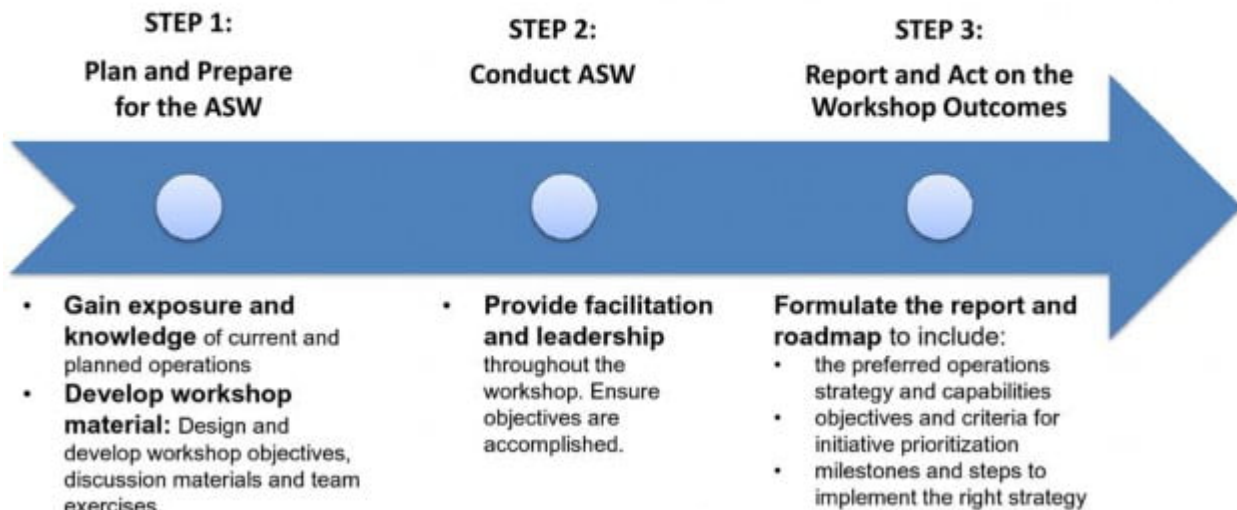 STEP 1:
Plan and Prepare
for the ASW
STEP 2:
Conduct ASW
STEP 3:
Report and Act on the
Workshop Outcomes
• Gain exposure and
knowledge of current and
planned operations
• Develop workshop
material: Design and
develop workshop objectives,
discussion materials and team
exercises
• Provide facilitation
and leadership
throughout the
workshop. Ensure
objectives are
accomplished.
Formulate the report and
roadmap to include:
• the preferred operations
strategy and capabilities
• objectives and criteria for
initiative prioritization
• milestones and steps to
implement the right strategy